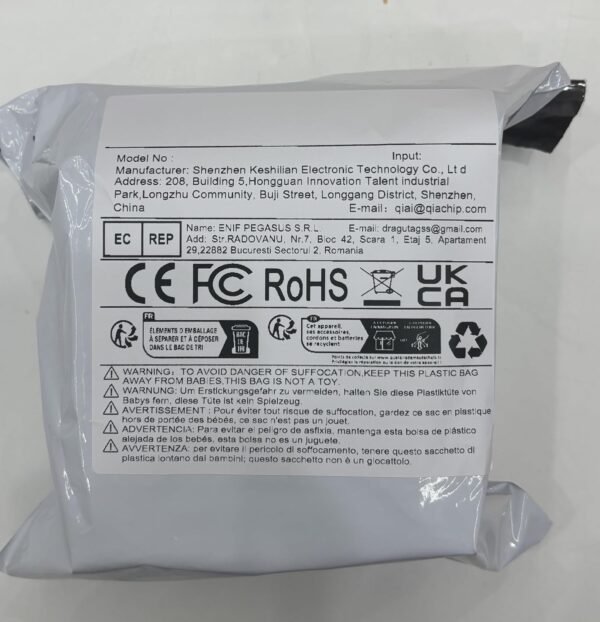 Model No : Input:
Manufacturer: Shenzhen Keshilian Electronic Technology Co., Ltd
Address: 208, Building 5,Hongguan Innovation Talent industrial
Park,Longzhu Community, Buji Street, Longgang District, Shenzhen,
China E-mail: qiai@qiachip.com
EC REP
Name: ENIF PEGASUS S.R.L. E-mail: dragutagss@gmail.com
Add: Str.RADOVANU, Nr.7, Bloc 42, Scara 1, Etaj 5, Apartment
29,22882 Bucuresti Sectorul 2, Romania
CE FC RoHS UK
CA
FR
ÉLÉMENTS D'EMBALLAGE
À SÉPARER ET À DÉPOSER
DANS LE BAC DE TRI
BAC
DE
TRI
FR
Cet appareil,
ses accessoires,
cordons et batteries
se recyclent
WARNING: TO AVOID DANGER OF SUFFOCATION,KEEP THIS PLASTIC BAG
AWAY FROM BABIES,THIS BAG IS NOT A TOY.
WARNUNG: Um Erstickungsgefahr zu vermeiden, halten Sie diese Plastiktüte von
Babys fern, diese Tüte ist kein Spielzeug.
AVERTISSEMENT : Pour éviter tout risque de suffocation, gardez ce sac en plastique
hors de portée des bébés, ce sac n'est pas un jouet.
ADVERTENCIA: Para evitar el peligro de asfixia, mantenga esta bolsa de plástico
alejada de los bebés, esta bolsa no es un juguete.
AVVERTENZA: per evitare il pericolo di soffocamento, tenere questo sacchetto di
plastica lontano dai bambini; questo sacchetto non è un giocattolo.